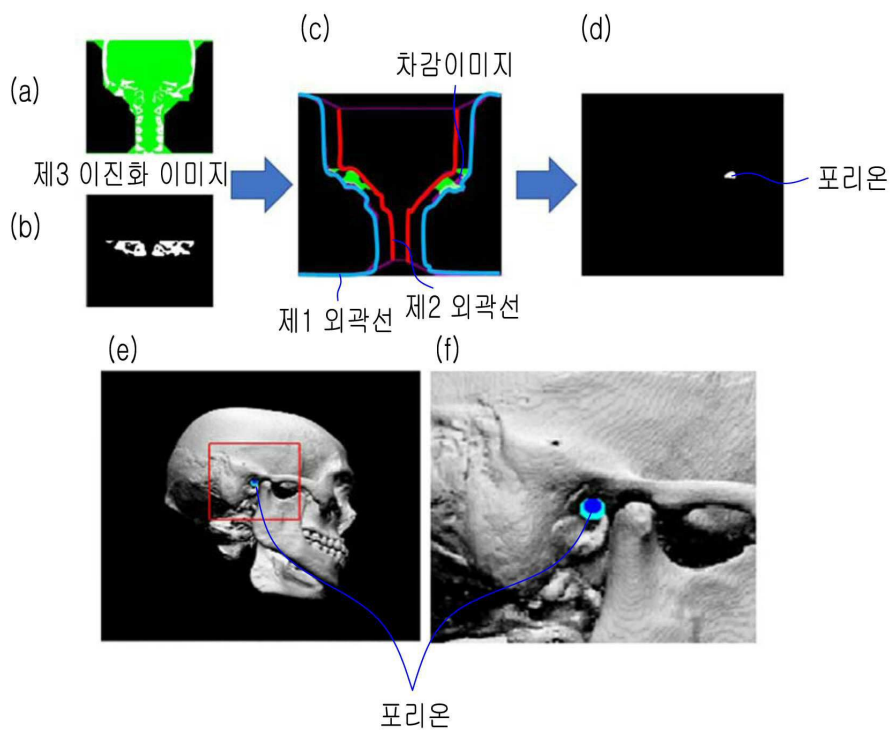 (a)
제3 이진화 이미지
(b)
(c)
차감이미지
제1 외곽선
제2 외곽선
(d)
포리온
(e)
(f)
포리온